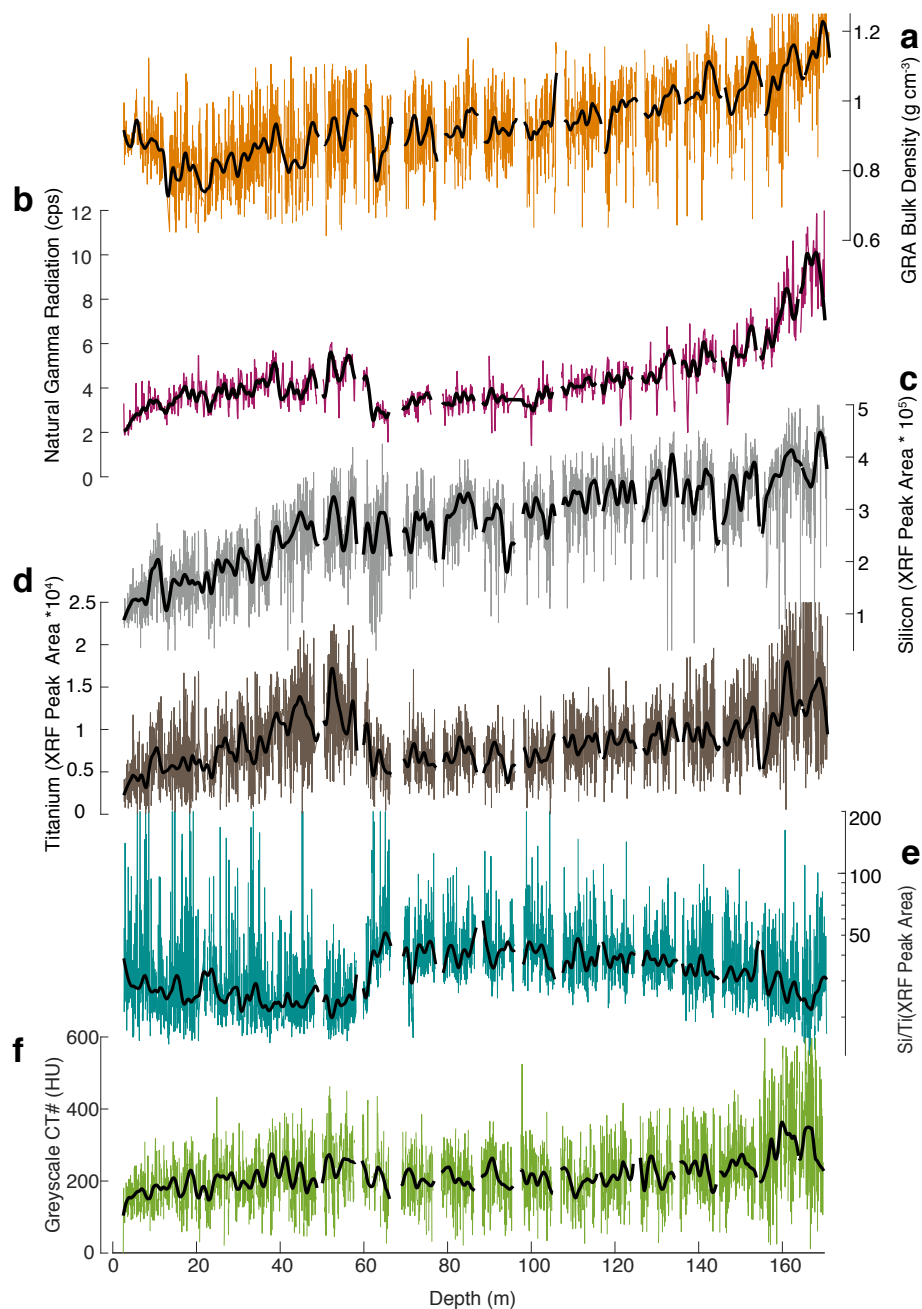 a
1.2
1
0.8
0.6
GRA Bulk Density (g cm-3)
b
12
10
8
6
4
2
0
Natural Gamma Radiation (cps)
c
5
4
3
2
1
Silicon (XRF Peak Area * 10⁵)
d
2.5
2
1.5
1
0.5
0
Titanium (XRF Peak Area *10⁴)
e
200
100
50
Si/Ti(XRF Peak Area)
f
600
400
200
0
Greyscale CT# (HU)
0 20 40 60 80 100 120 140 160
Depth (m)